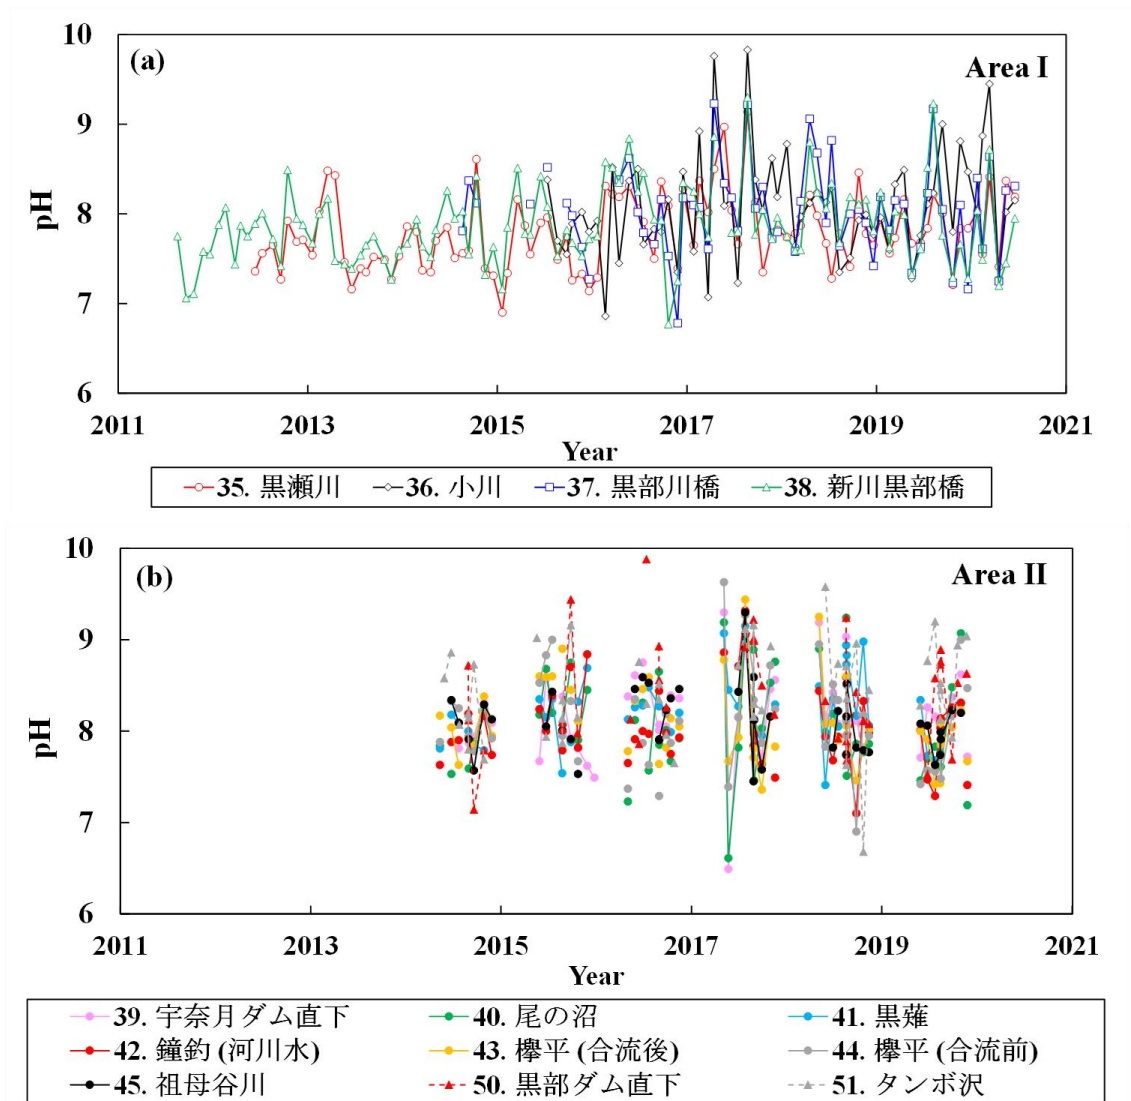 (a)
Area I
pH
10
9
8
7
6
2011 2013 2015 2017 2019 2021
Year
35. 黒瀬川 36. 小川 37. 黒部川橋 38. 新川黒部橋
(b)
Area II
pH
10
9
8
7
6
2011 2013 2015 2017 2019 2021
Year
39. 宇奈月ダム直下 40. 尾の沼 41. 黒薙
42. 鐘釣 (河川水) 43. 欅平 (合流後) 44. 欅平 (合流前)
45. 祖母谷川 50. 黒部ダム直下 51. タンボ沢